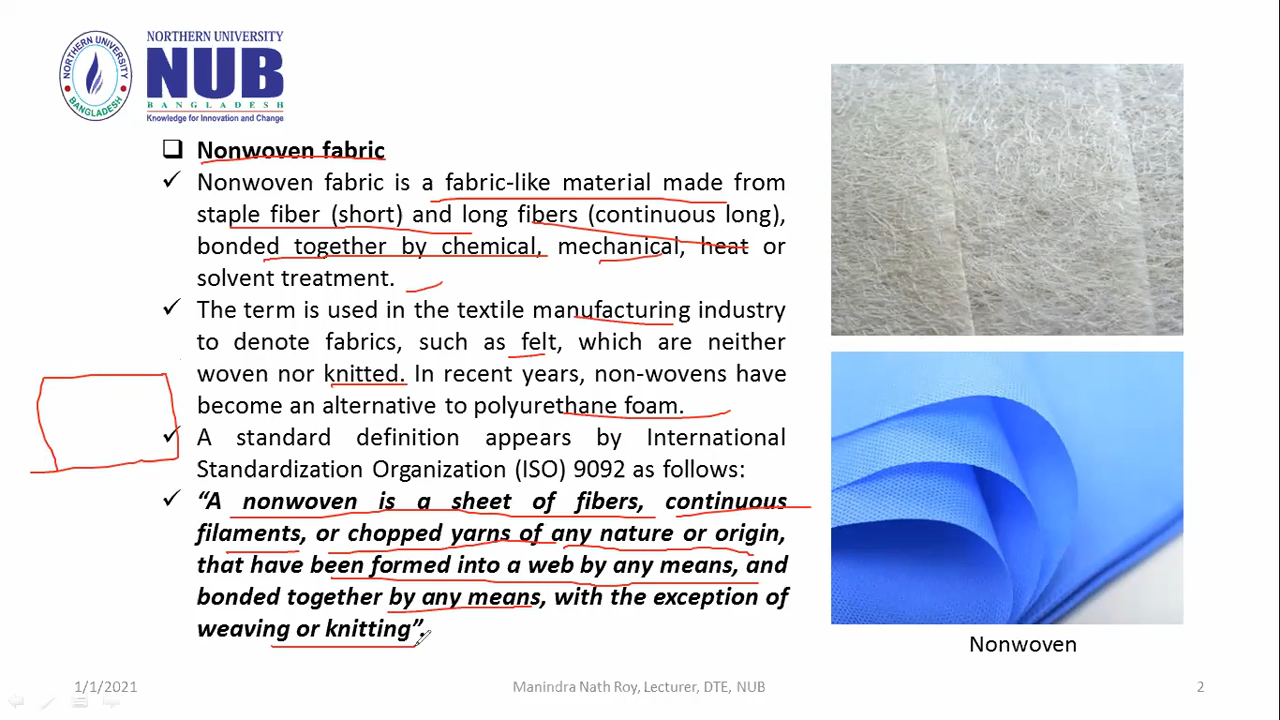 NORTHERN UNIVERSITY
BANGLADESH
NORTHERN UNIVERSITY
NUB
BANGLADESH
Knowledge for Innovation and Change
Nonwoven fabric
Nonwoven fabric is a fabric-like material made from
staple fiber (short) and long fibers (continuous long),
bonded together by chemical, mechanical, heat or
solvent treatment.
The term is used in the textile manufacturing industry
to denote fabrics, such as felt, which are neither
woven nor knitted. In recent years, non-wovens have
become an alternative to polyurethane foam.
A standard definition appears by International
Standardization Organization (ISO) 9092 as follows:
“A nonwoven is a sheet of fibers, continuous
filaments, or chopped yarns of any nature or origin,
that have been formed into a web by any means, and
bonded together by any means, with the exception of
weaving or knitting”.
Nonwoven
1/1/2021
Manindra Nath Roy, Lecturer, DTE, NUB
2